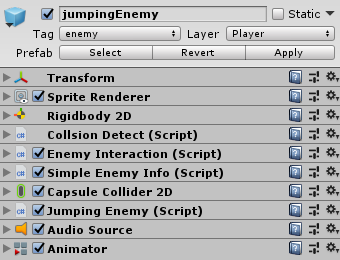 jumpingEnemy Static
Tag enemy Layer Player
Prefab Select Revert Apply
Transform
Sprite Renderer
Rigidbody 2D
c# Collsion Detect (Script)
c# Enemy Interaction (Script)
c# Simple Enemy Info (Script)
Capsule Collider 2D
c# Jumping Enemy (Script)
Audio Source
Animator